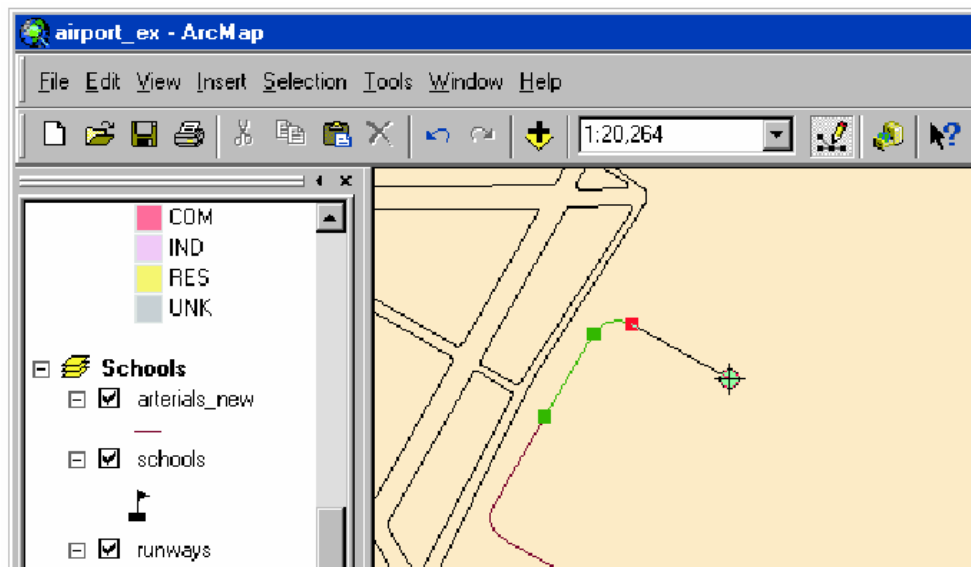 airport_ex - ArcMap
File Edit View Insert Selection Tools Window Help
1:20,264
COM
IND
RES
UNK
Schools
arterials_new
schools
runways